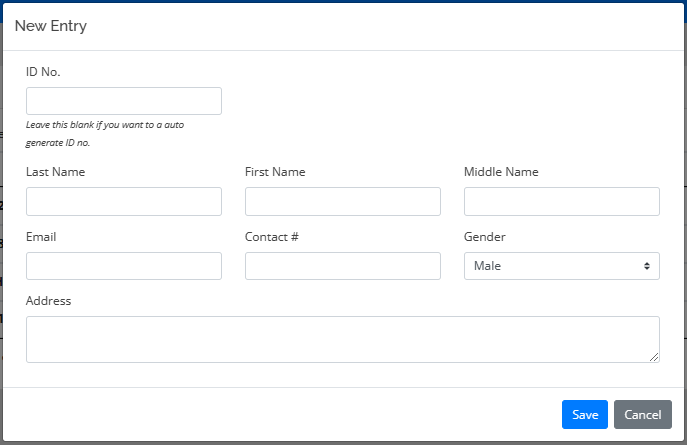 New Entry
ID No.
Leave this blank if you want to a auto
generate ID no.
Last Name First Name Middle Name
Email Contact # Gender
Male
Address
Save Cancel